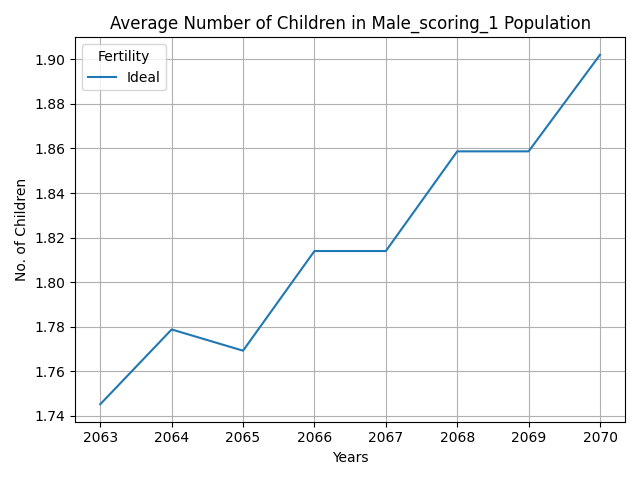 Average Number of Children in Male_scoring_1 Population
Fertility
Ideal
No. of Children
1.90
1.88
1.86
1.84
1.82
1.80
1.78
1.76
1.74
2063 2064 2065 2066 2067 2068 2069 2070
Years